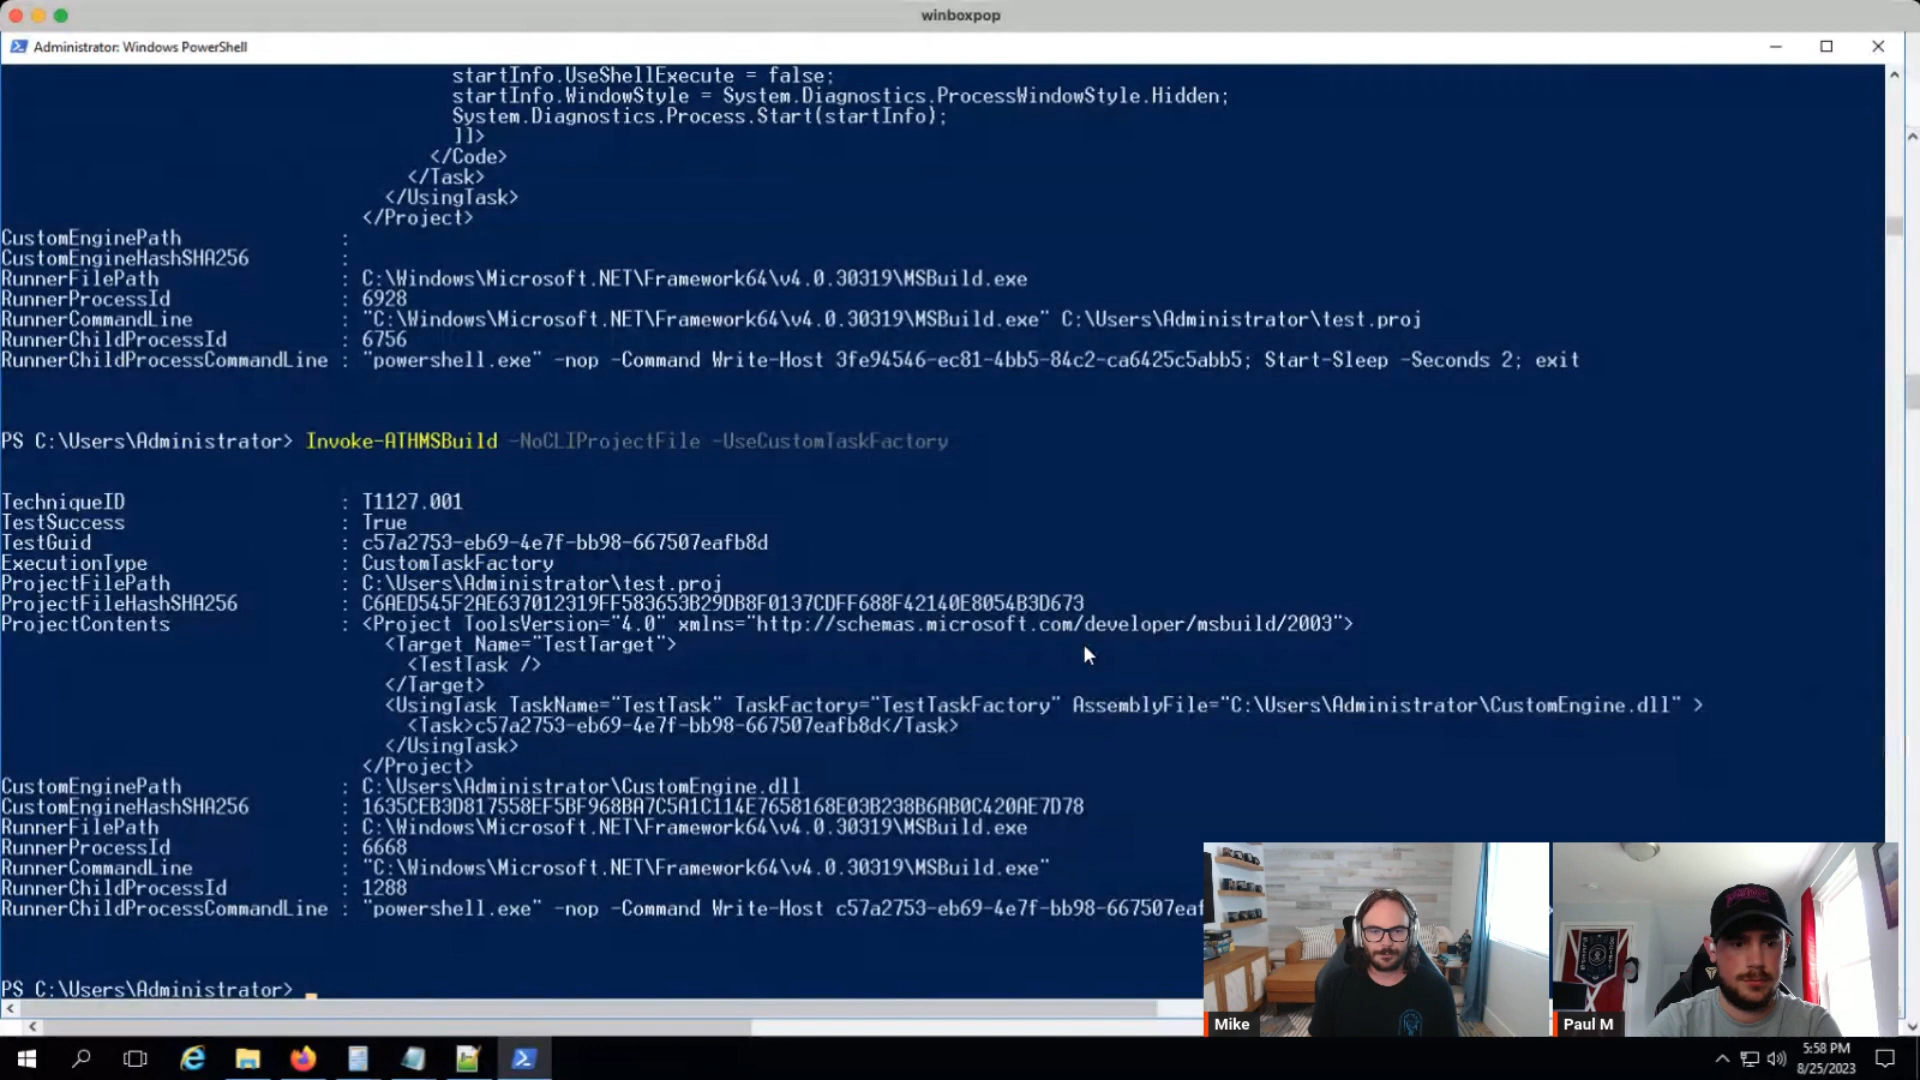 winboxpop
Administrator: Windows PowerShell
startInfo.UseShellExecute = false;
startInfo.WindowStyle = System.Diagnostics.ProcessWindowStyle.Hidden;
System.Diagnostics.Process.Start(startInfo);
]]>
</Code>
</Task>
</UsingTask>
</Project>
CustomEnginePath :
CustomEngineHashSHA256 :
RunnerFilePath : C:\Windows\Microsoft.NET\Framework64\v4.0.30319\MSBuild.exe
RunnerProcessId : 6928
RunnerCommandLine : "C:\Windows\Microsoft.NET\Framework64\v4.0.30319\MSBuild.exe" C:\Users\Administrator\test.proj
RunnerChildProcessId : 6756
RunnerChildProcessCommandLine : "powershell.exe" -nop -Command Write-Host 3fe94546-ec81-4bb5-84c2-ca6425c5abb5; Start-Sleep -Seconds 2; exit
PS C:\Users\Administrator> Invoke-ATHMSBuild -NoCLIProjectFile -UseCustomTaskFactory
TechniqueID : T1127.001
TestSuccess : True
TestGuid : c57a2753-eb69-4e7f-bb98-667507eafb8d
ExecutionType : CustomTaskFactory
ProjectFilePath : C:\Users\Administrator\test.proj
ProjectFileHashSHA256 : C6AED545F2AE637012319FF583653B29DB8F0137CDFF688F42140E8054B3D673
ProjectContents : <Project ToolsVersion="4.0" xmlns="http://schemas.microsoft.com/developer/msbuild/2003">
<Target Name="TestTarget">
<TestTask />
</Target>
<UsingTask TaskName="TestTask" TaskFactory="TestTaskFactory" AssemblyFile="C:\Users\Administrator\CustomEngine.dll" >
<Task>c57a2753-eb69-4e7f-bb98-667507eafb8d</Task>
</UsingTask>
</Project>
CustomEnginePath : C:\Users\Administrator\CustomEngine.dll
CustomEngineHashSHA256 : 1635CEB3D817558EF5BF968BA7C5A1C114E7658168E03B238B6AB0C420AE7D78
RunnerFilePath : C:\Windows\Microsoft.NET\Framework64\v4.0.30319\MSBuild.exe
RunnerProcessId : 6668
RunnerCommandLine : "C:\Windows\Microsoft.NET\Framework64\v4.0.30319\MSBuild.exe"
RunnerChildProcessId : 1288
RunnerChildProcessCommandLine : "powershell.exe" -nop -Command Write-Host c57a2753-eb69-4e7f-bb98-667507eaf
PS C:\Users\Administrator>
Mike
Paul M
5:58 PM
8/25/2023